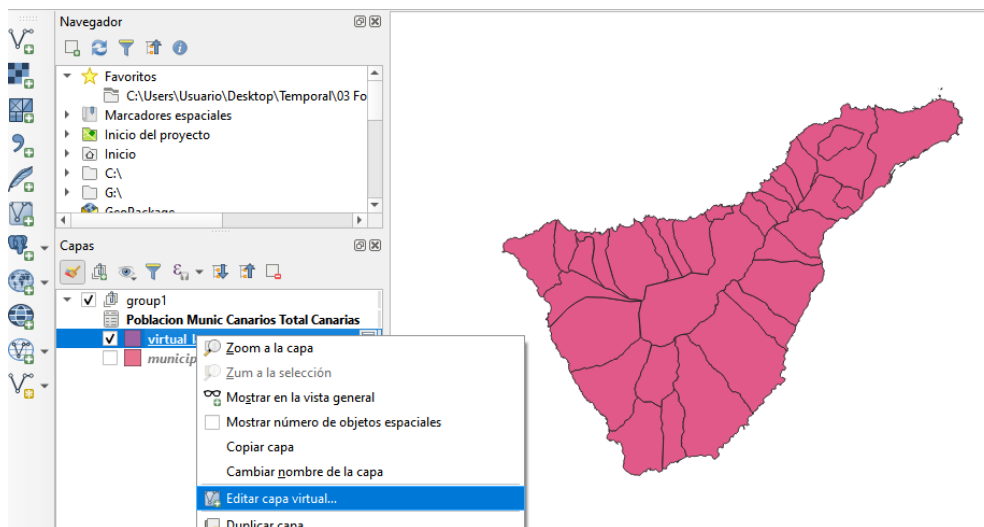 Navegador
Favoritos
C:\Users\Usuario\Desktop\Temporal\03 Fo
Marcadores espaciales
Inicio del proyecto
Inicio
C:\
G:\
GeoPackage
Capas
group1
Poblacion Munic Canarios Total Canarias
virtual_l
municip
Zoom a la capa
Zum a la selección
Mostrar en la vista general
Mostrar número de objetos espaciales
Copiar capa
Cambiar nombre de la capa
Editar capa virtual...
Duplicar capa